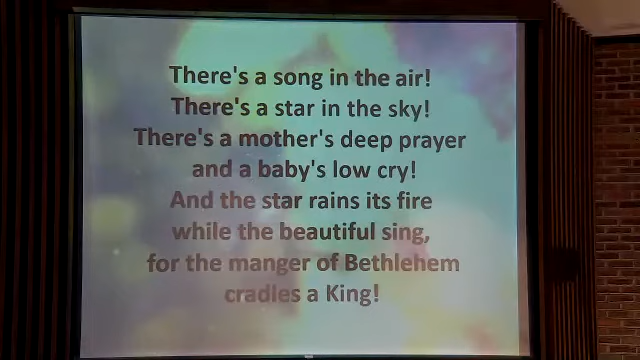 There's a song in the air!
There's a star in the sky!
There's a mother's deep prayer
and a baby's low cry!
And the star rains its fire
while the beautiful sing,
for the manger of Bethlehem
cradles a King!